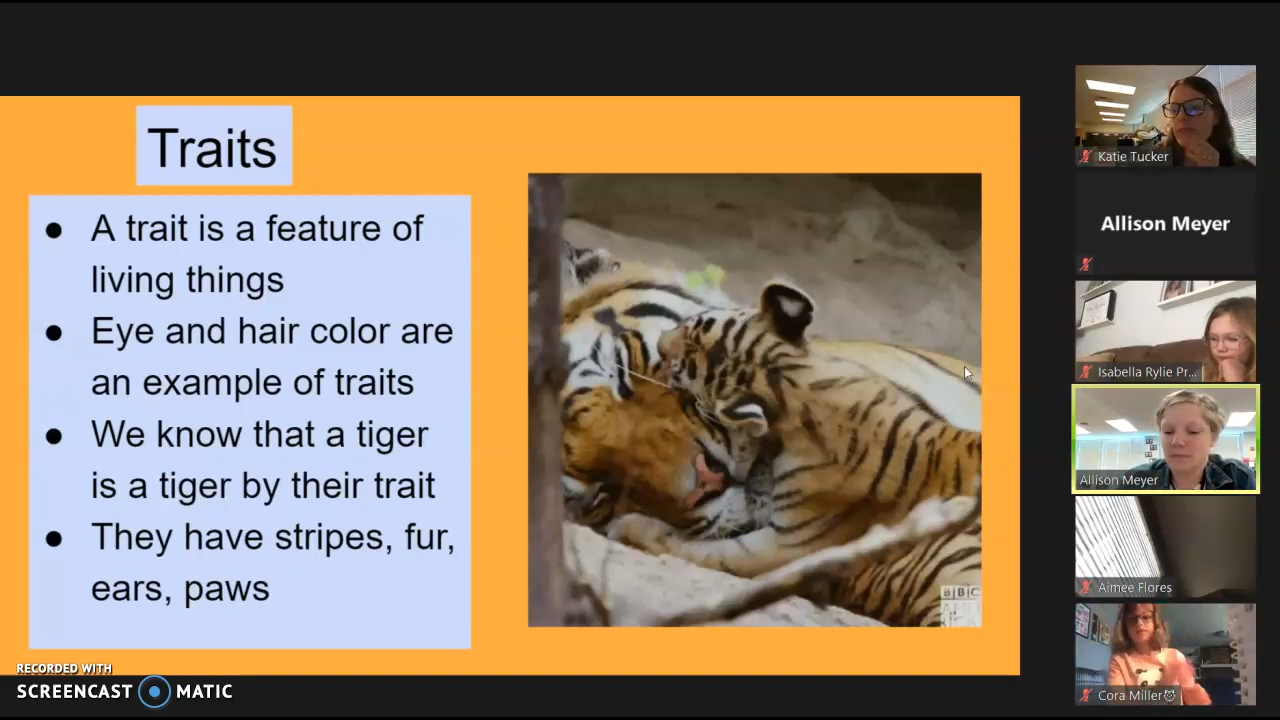 Traits
● A trait is a feature of
living things
● Eye and hair color are
an example of traits
● We know that a tiger
is a tiger by their trait
● They have stripes, fur,
ears, paws
BBC
RECORDED WITH
SCREENCAST MATIC
Katie Tucker
Allison Meyer
Isabella Rylie Pr...
Allison Meyer
Aimee Flores
Cora Miller